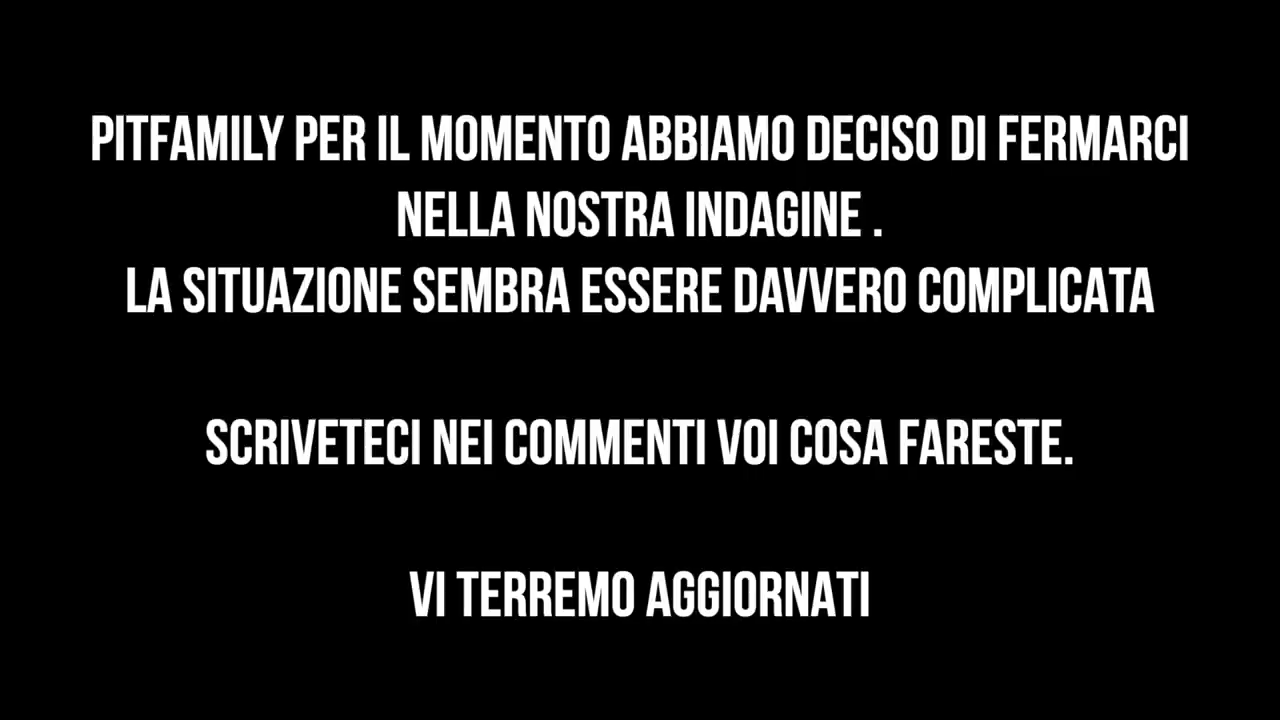 PITFAMILY PER IL MOMENTO ABBIAMO DECISO DI FERMARCI
NELLA NOSTRA INDAGINE .
LA SITUAZIONE SEMBRA ESSERE DAVVERO COMPLICATA
SCRIVETECI NEI COMMENTI VOI COSA FARESTE.
VI TERREMO AGGIORNATI